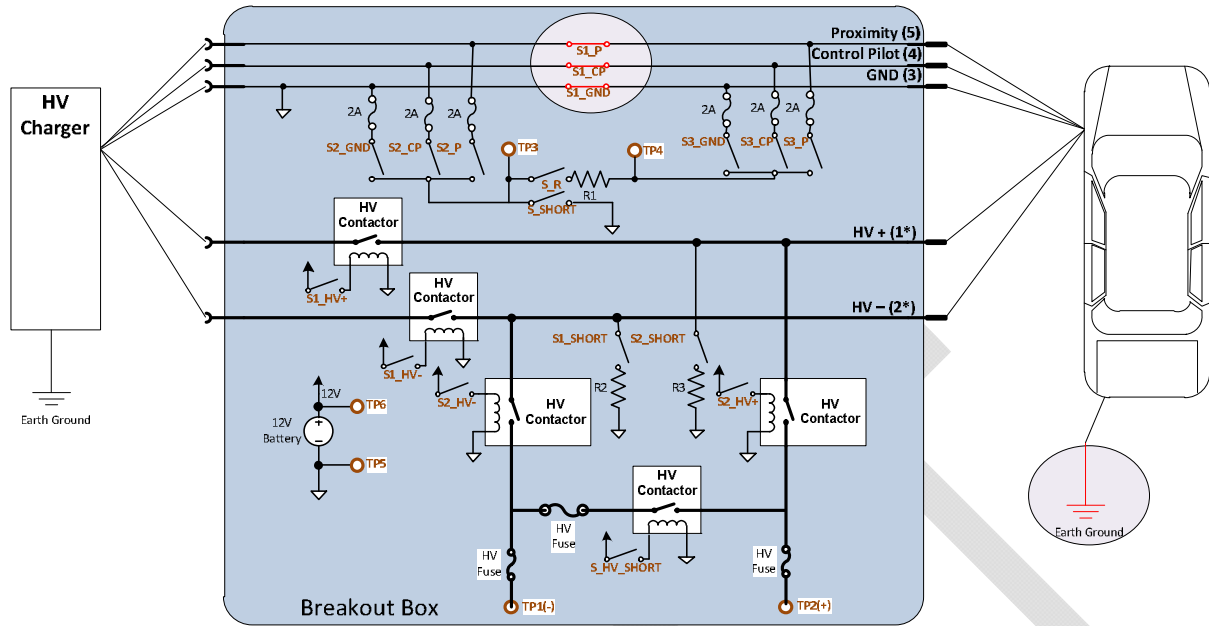 Proximity (5)
S1_P
Control Pilot (4)
S1_CP
GND (3)
S1_GND
HV
Charger
2A
2A
2A
2A
2A
2A
S2_GND
S2_CP
S2_P
TP3
TP4
S3_GND
S3_CP
S3_P
S_R
R1
S_SHORT
HV
Contactor
HV + (1*)
S1_HV+
HV
Contactor
HV – (2*)
S1_SHORT
S2_SHORT
S1_HV-
R2
R3
S2_HV-
S2_HV+
HV
Contactor
HV
Contactor
12V
TP6
12V
Battery
TP5
Earth Ground
HV
Contactor
HV
Fuse
HV
Fuse
HV
Fuse
S_HV_SHORT
Earth Ground
Breakout Box
TP1(-)
TP2(+)